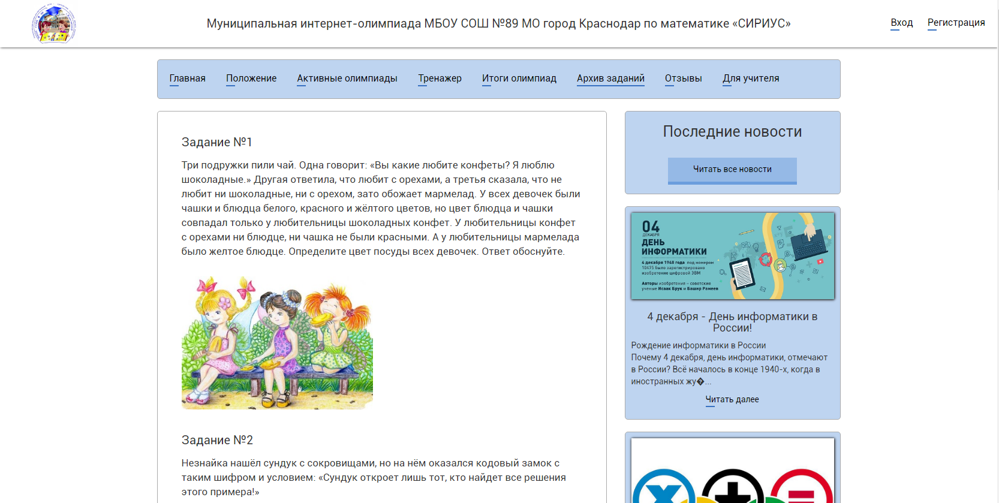 Муниципальная интернет-олимпиада МБОУ СОШ №89 МО город Краснодар по математике «СИРИУС»
Вход
Регистрация
Главная
Положение
Активные олимпиады
Тренажер
Итоги олимпиад
Архив заданий
Отзывы
Для учителя
Задание №1
Три подружки пили чай. Одна говорит: «Вы какие любите конфеты? Я люблю
шоколадные.» Другая ответила, что любит с орехами, а третья сказала, что не
любит ни шоколадные, ни с орехом, зато обожает мармелад. У всех девочек были
чашки и блюдца белого, красного и жёлтого цветов, но цвет блюдца и чашки
совпадал только у любительницы шоколадных конфет. У любительницы конфет
с орехами ни блюдце, ни чашка не были красными. А у любительницы мармелада
было желтое блюдце. Определите цвет посуды всех девочек. Ответ обоснуйте.
Задание №2
Незнайка нашёл сундук с сокровищами, но на нём оказался кодовый замок с
таким шифром и условием: «Сундук откроет лишь тот, кто найдет все решения
этого примера!»
Последние новости
Читать все новости
04
ДЕКАБРЯ
ДЕНЬ
ИНФОРМАТИКИ
4 декабря 1948 года под номером
10475 было зарегистрировано
изобретение цифровой ЭВМ
Авторы изобретения – советские
ученые Исаак Брук и Башир Рамеев
4 декабря - День информатики в
России!
Рождение информатики в России
Почему 4 декабря, день информатики, отмечают
в России? Всё началось в конце 1940-х, когда в
иностранных жу�...
Читать далее